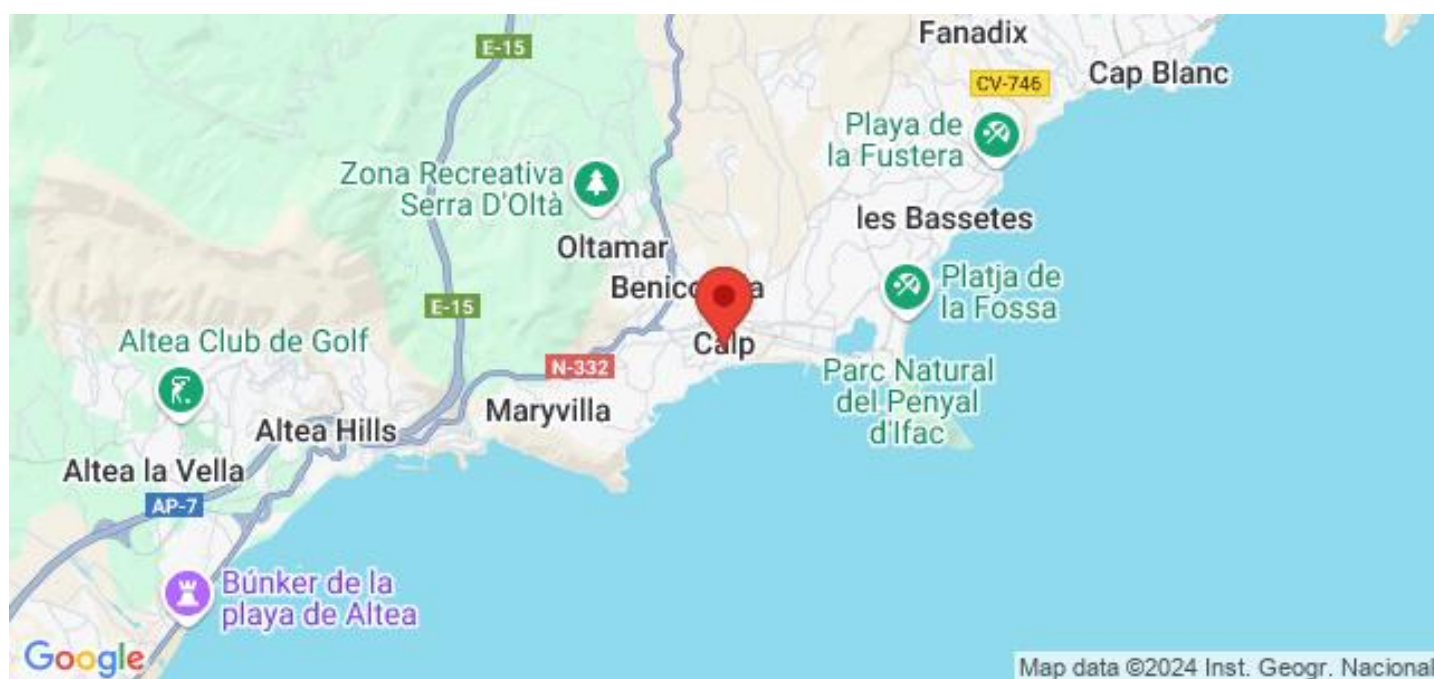 Fanadix
E-15
Cap Blanc
CV-746
Playa de
la Fustera
Zona Recreativa
Serra D'Oltà
les Bassetes
Oltamar
Platja de
la Fossa
E-15
Altea Club de Golf
Calp
N-332
Parc Natural
del Penyal
d'Ifac
Maryvilla
Altea Hills
Altea la Vella
AP-7
Búnker de la
playa de Altea
Google
Map data ©2024 Inst. Geogr. Nacional